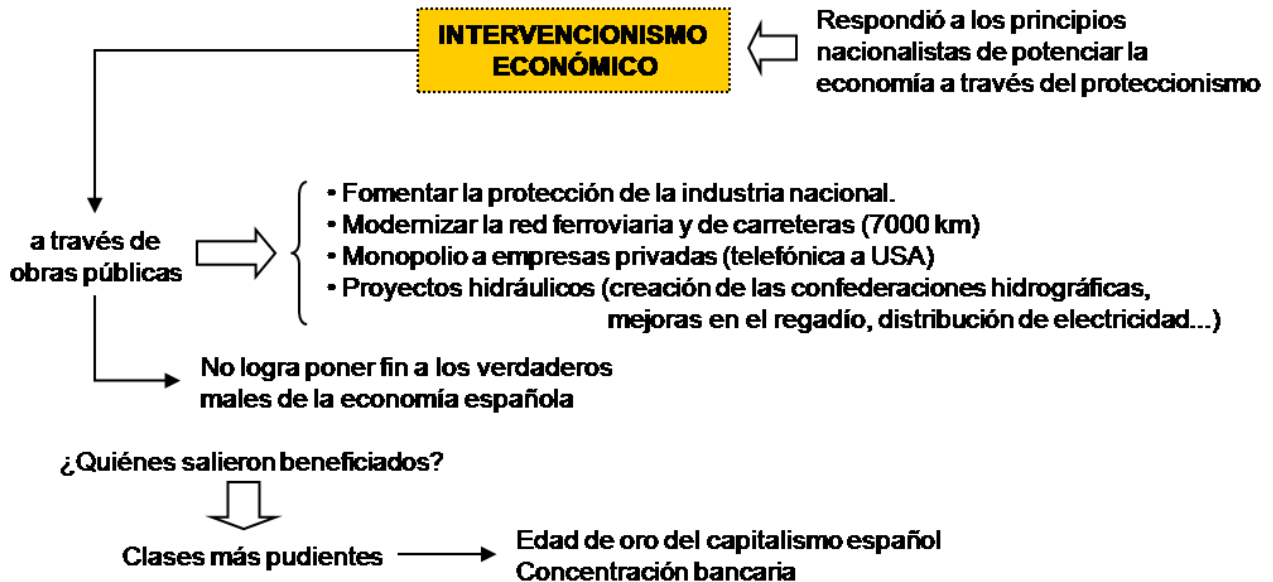 INTERVENCIONISMO
ECONÓMICO
Respondió a los principios
nacionalistas de potenciar la
economía a través del proteccionismo
a través de
obras públicas
• Fomentar la protección de la industria nacional.
• Modernizar la red ferroviaria y de carreteras (7000 km)
• Monopolio a empresas privadas (telefónica a USA)
• Proyectos hidráulicos (creación de las confederaciones hidrográficas,
mejoras en el regadío, distribución de electricidad...)
No logra poner fin a los verdaderos
males de la economía española
¿Quiénes salieron beneficiados?
Clases más pudientes
Edad de oro del capitalismo español
Concentración bancaria